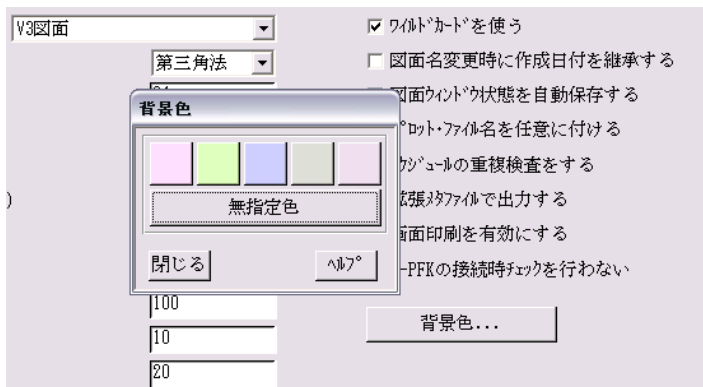 V3図面
ﾜｲﾙﾄﾞｶｰﾄﾞを使う
第三角法
図面名変更時に作成日付を継承する
図面ｳｨﾝﾄﾞｳ状態を自動保存する
背景色
ﾌﾟﾛｯﾄ・ﾌｧｲﾙ名を任意に付ける
の重複検査をする
無指定色
)
拡張ﾒﾀﾌｧｲﾙで出力する
画面印刷を有効にする
閉じる
ﾍﾙﾌﾟ
-PFKの接続時ﾁｪｯｸを行わない
100
背景色...
10
20